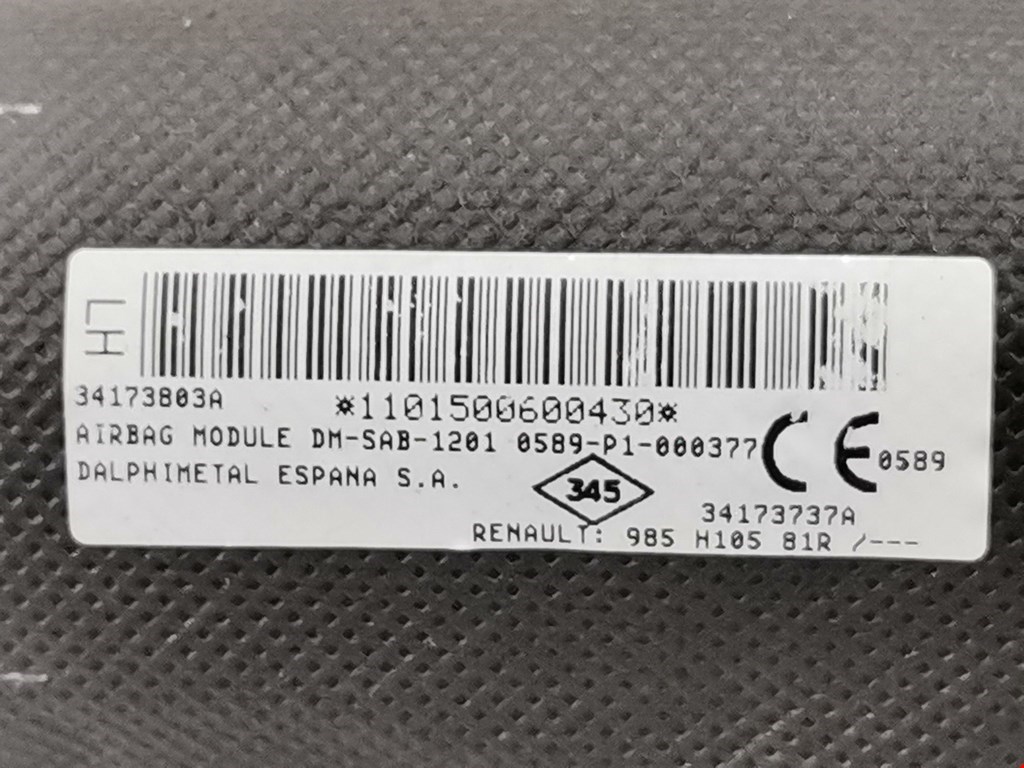 LH
34173803A
*1101500600430*
AIRBAG MODULE DM-SAB-1201 0589-P1-000377
CE 0589
DALPHIMETAL ESPANA S.A.
345
34173737A
RENAULT: 985 H105 81R /---